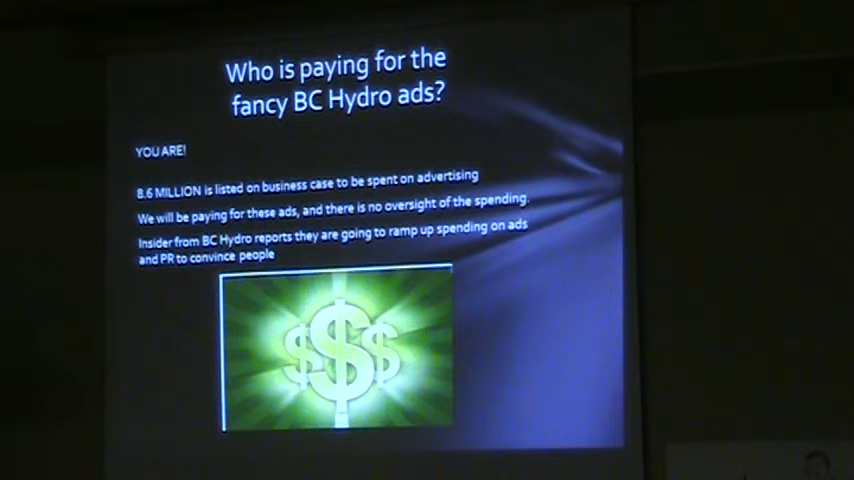 Who is paying for the
fancy BC Hydro ads?
YOU ARE!
8.6 MILLION is listed on business case to be spent on advertising
We will be paying for these ads, and there is no oversight of the spending.
Insider from BC Hydro reports they are going to ramp up spending on ads
and PR to convince people
$$$